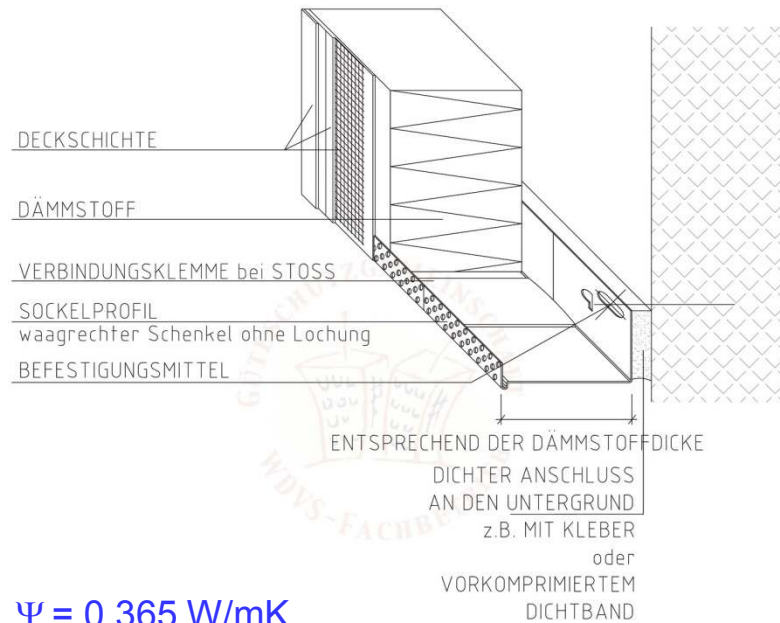 DECKSCHICHTE
DÄMMSTOFF
VERBINDUNGSKLEMME bei STOSS
SOCKELPROFIL
waagrechter Schenkel ohne Lochung
BEFESTIGUNGSMITTEL
ENTSPRECHEND DER DÄMMSTOFFDICKE
DICHTER ANSCHLUSS
AN DEN UNTERGRUND
z.B. MIT KLEBER
oder
VORKOMPRIMIERTEM
DICHTBAND
Ψ = 0,365 W/mK